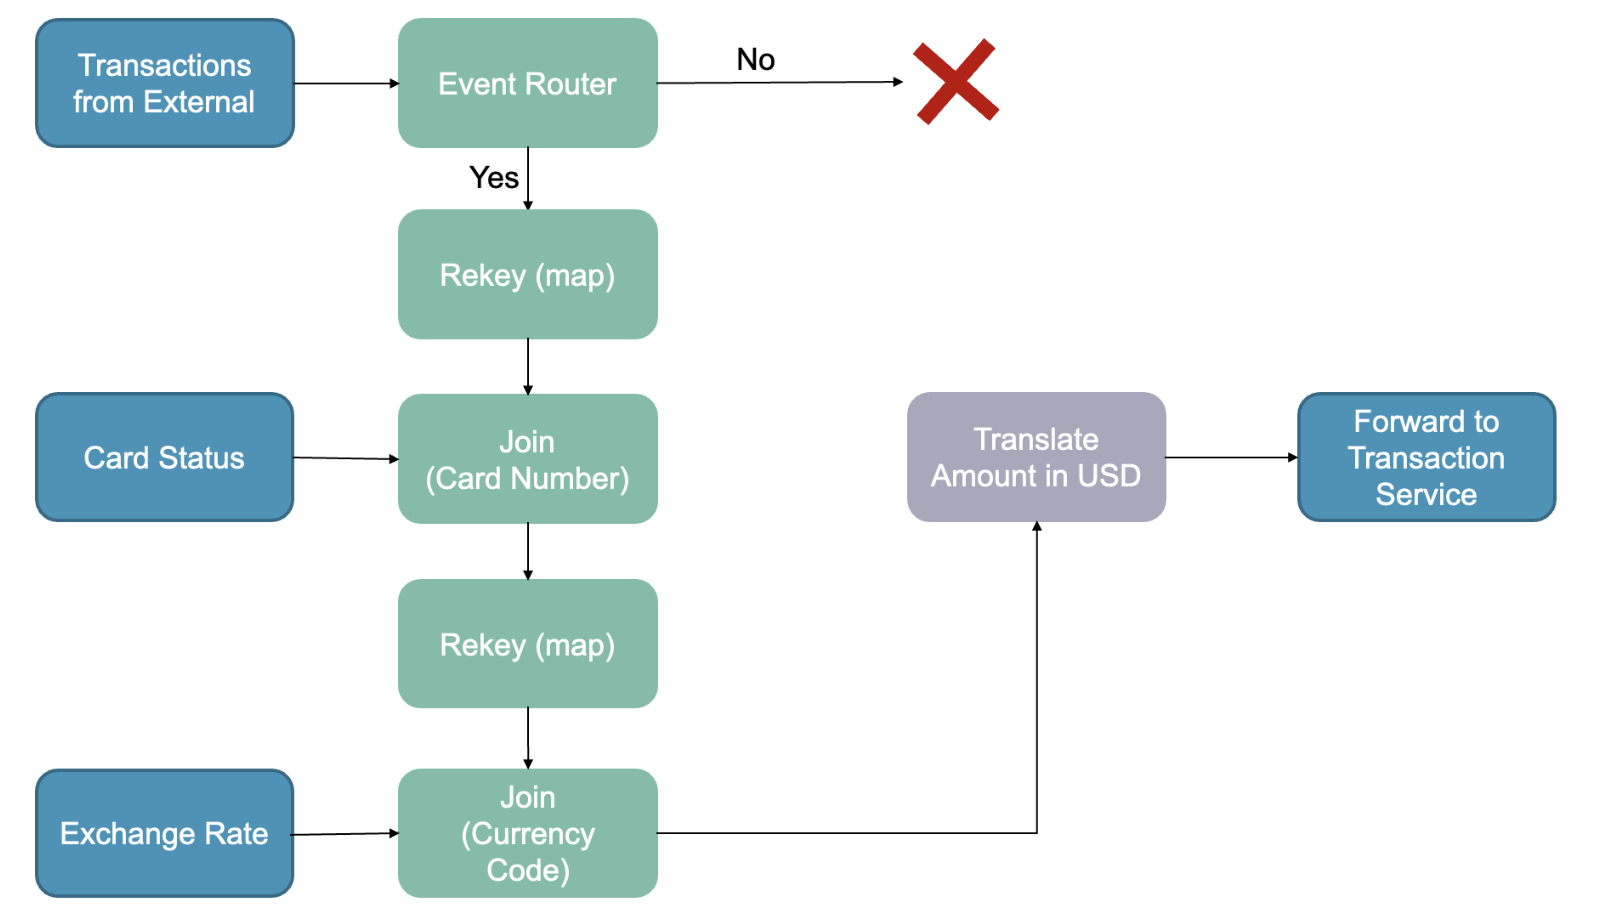 Transactions
from External
Event Router
No
Yes
Rekey (map)
Card Status
Join
(Card Number)
Translate
Amount in USD
Forward to
Transaction
Service
Rekey (map)
Exchange Rate
Join
(Currency
Code)